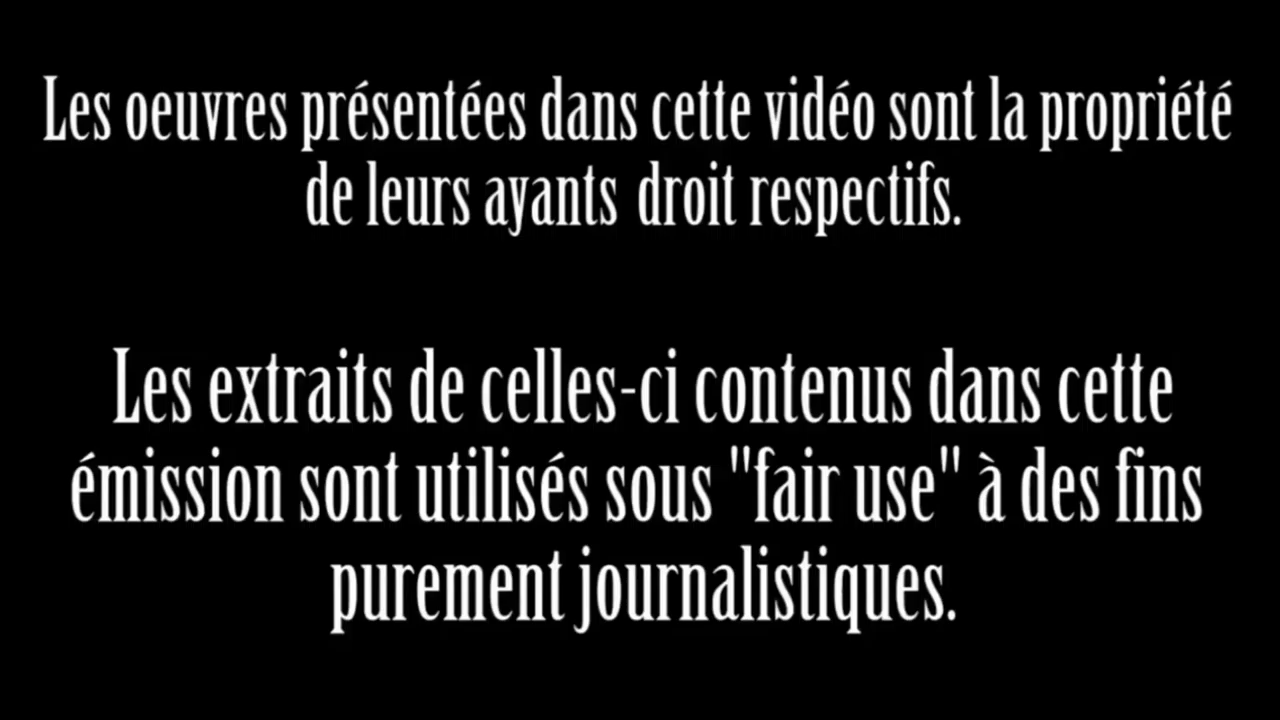 Les oeuvres présentées dans cette vidéo sont la propriété
de leurs ayants droit respectifs.
Les extraits de celles-ci contenus dans cette
émission sont utilisés sous "fair use" à des fins
purement journalistiques.